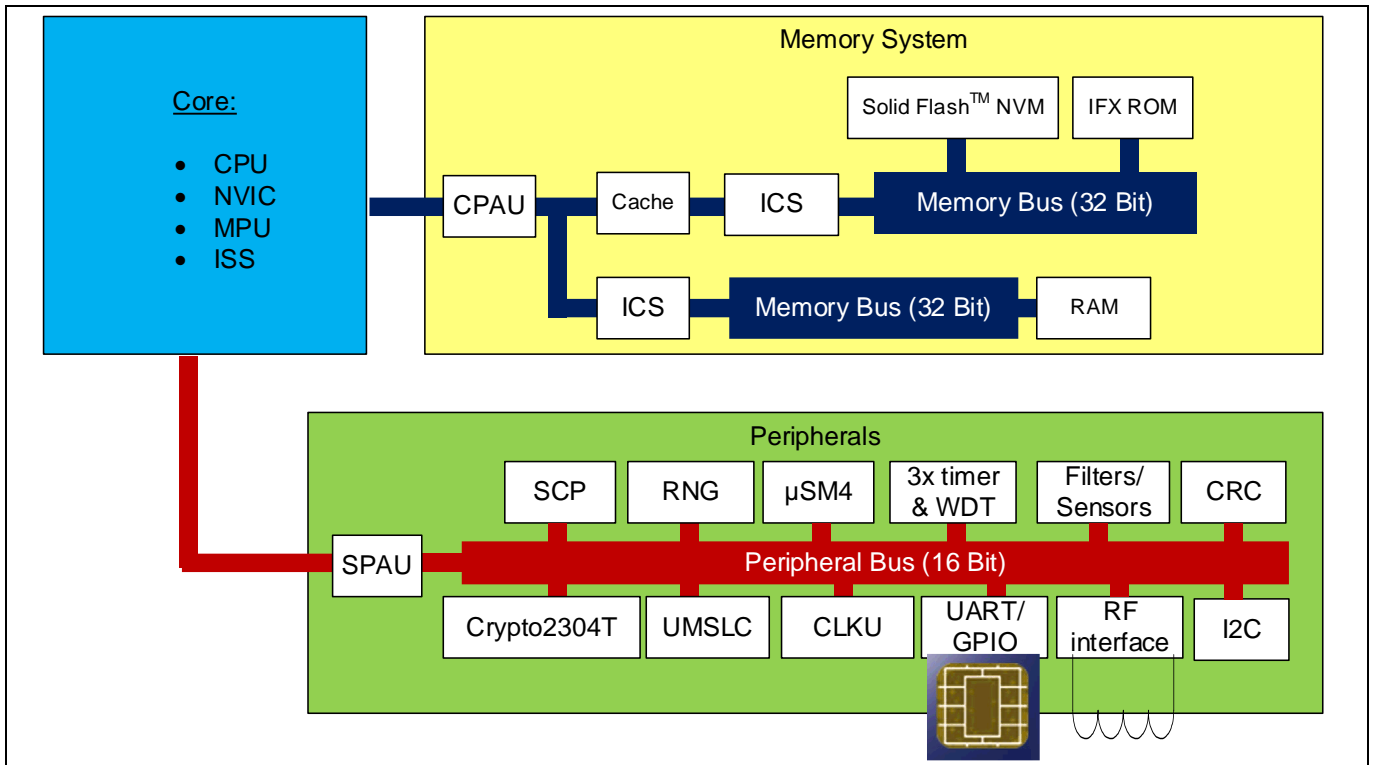 Core:
• CPU
• NVIC
• MPU
• ISS
Memory System
Solid Flash™ NVM
IFX ROM
CPAU
Cache
ICS
Memory Bus (32 Bit)
ICS
Memory Bus (32 Bit)
RAM
Peripherals
SCP
RNG
µSM4
3x timer
& WDT
Filters/
Sensors
CRC
SPAU
Peripheral Bus (16 Bit)
Crypto2304T
UMSLC
CLKU
UART/
GPIO
RF
interface
I2C